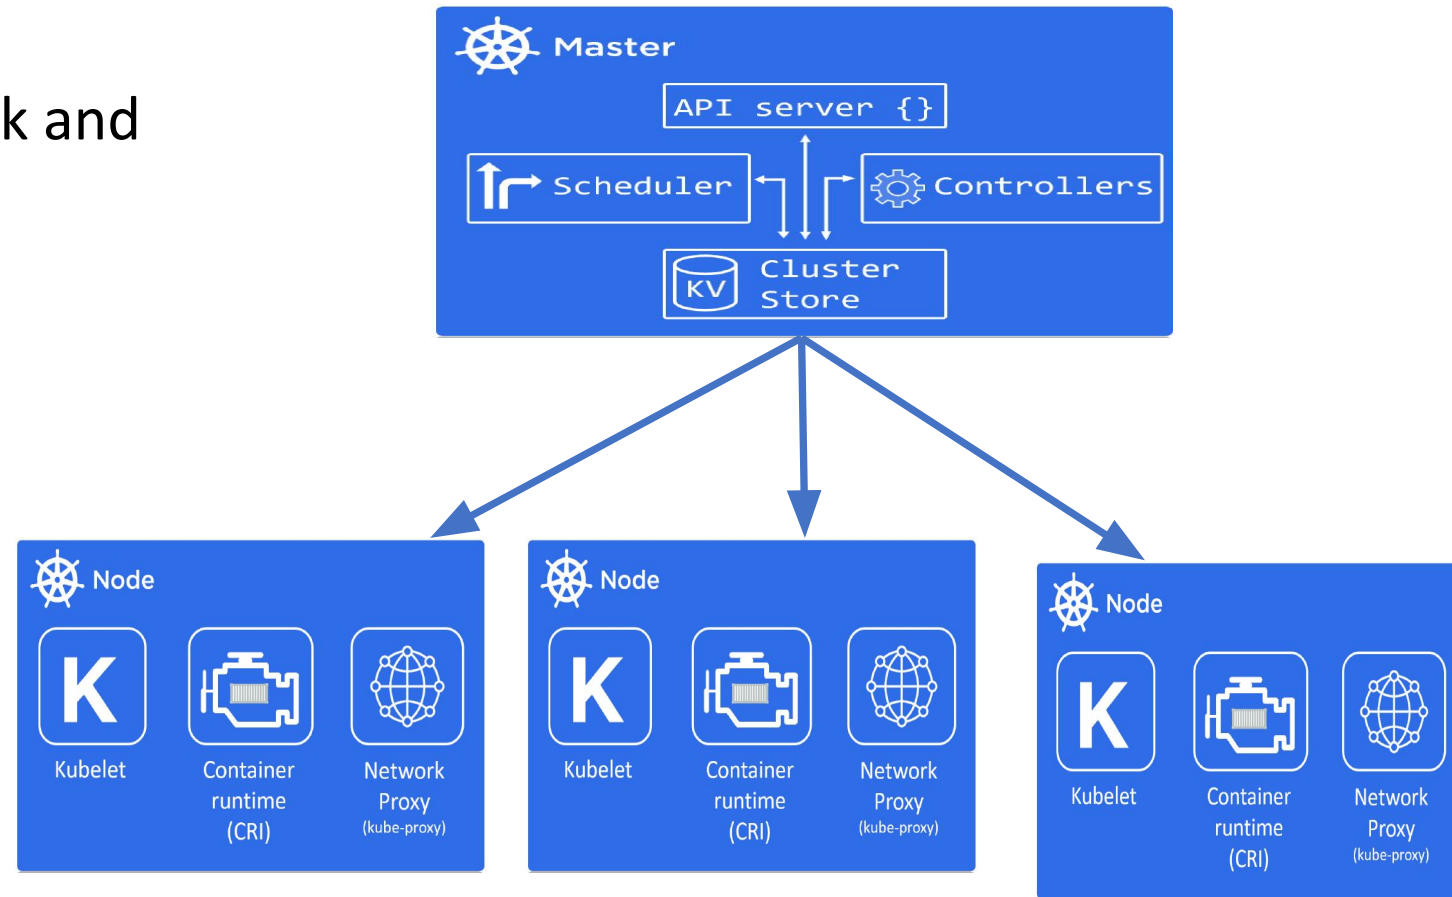 k and
Master
API server {}
Scheduler
Controllers
KV
Cluster
Store
Node
K
Kubelet
Container
runtime
(CRI)
Network
Proxy
(kube-proxy)
Node
K
Kubelet
Container
runtime
(CRI)
Network
Proxy
(kube-proxy)
Node
K
Kubelet
Container
runtime
(CRI)
Network
Proxy
(kube-proxy)